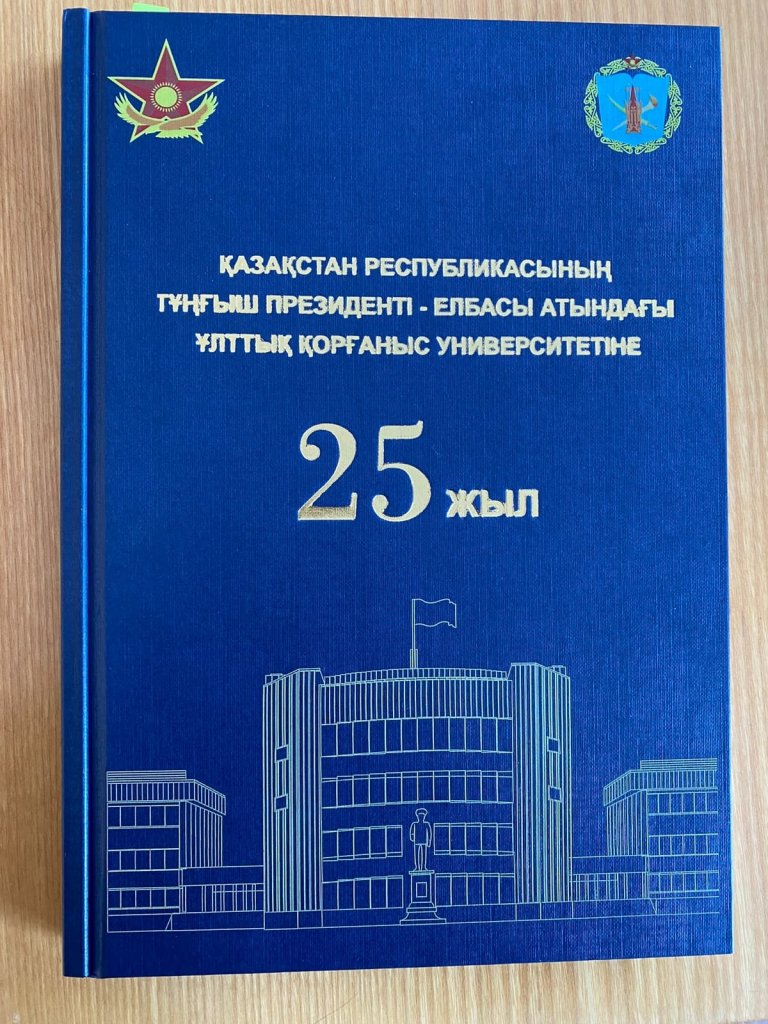 ҚАЗАҚСТАН РЕСПУБЛИКАСЫНЫҢ
ТҰҢҒЫШ ПРЕЗИДЕНТІ - ЕЛБАСЫ АТЫНДАҒЫ
ҰЛТТЫҚ ҚОРҒАНЫС УНИВЕРСИТЕТІНЕ
25 ЖЫЛ